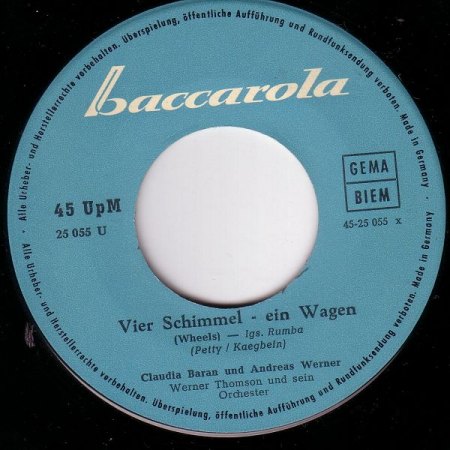 Alle Urheber- und Herstellerrechte vorbehalten. Überspielung, öffentliche Aufführung und Rundfunksendung verboten. Made in Germany
baccarola
45 UpM
25 055 U
GEMA
BIEM
45-25 055 x
Vier Schimmel - ein Wagen
(Wheels) — lgs. Rumba
(Petty / Kaegbein)
Claudia Baran und Andreas Werner
Werner Thomson und sein
Orchester
Alle Urheber- und Herstellerrechte vorbehalten. Überspielung, öffentliche Aufführung und Rundfunksendung verboten. Made in Germany